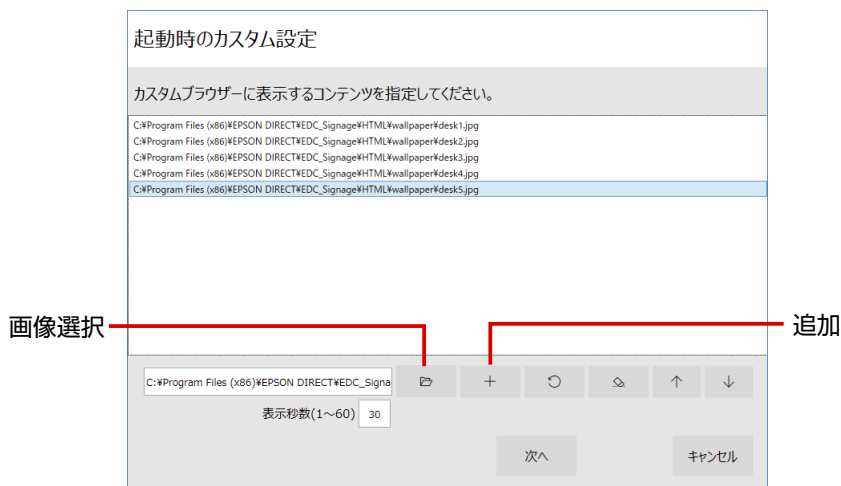 起動時のカスタム設定
カスタムブラウザーに表示するコンテンツを指定してください。
C:¥Program Files (x86)¥EPSON DIRECT¥EDC_Signage¥HTML¥wallpaper¥desk1.jpg
C:¥Program Files (x86)¥EPSON DIRECT¥EDC_Signage¥HTML¥wallpaper¥desk2.jpg
C:¥Program Files (x86)¥EPSON DIRECT¥EDC_Signage¥HTML¥wallpaper¥desk3.jpg
C:¥Program Files (x86)¥EPSON DIRECT¥EDC_Signage¥HTML¥wallpaper¥desk4.jpg
C:¥Program Files (x86)¥EPSON DIRECT¥EDC_Signage¥HTML¥wallpaper¥desk5.jpg
画像選択
追加
C:¥Program Files (x86)¥EPSON DIRECT¥EDC_Signa
表示秒数(1～60) 30
次へ キャンセル